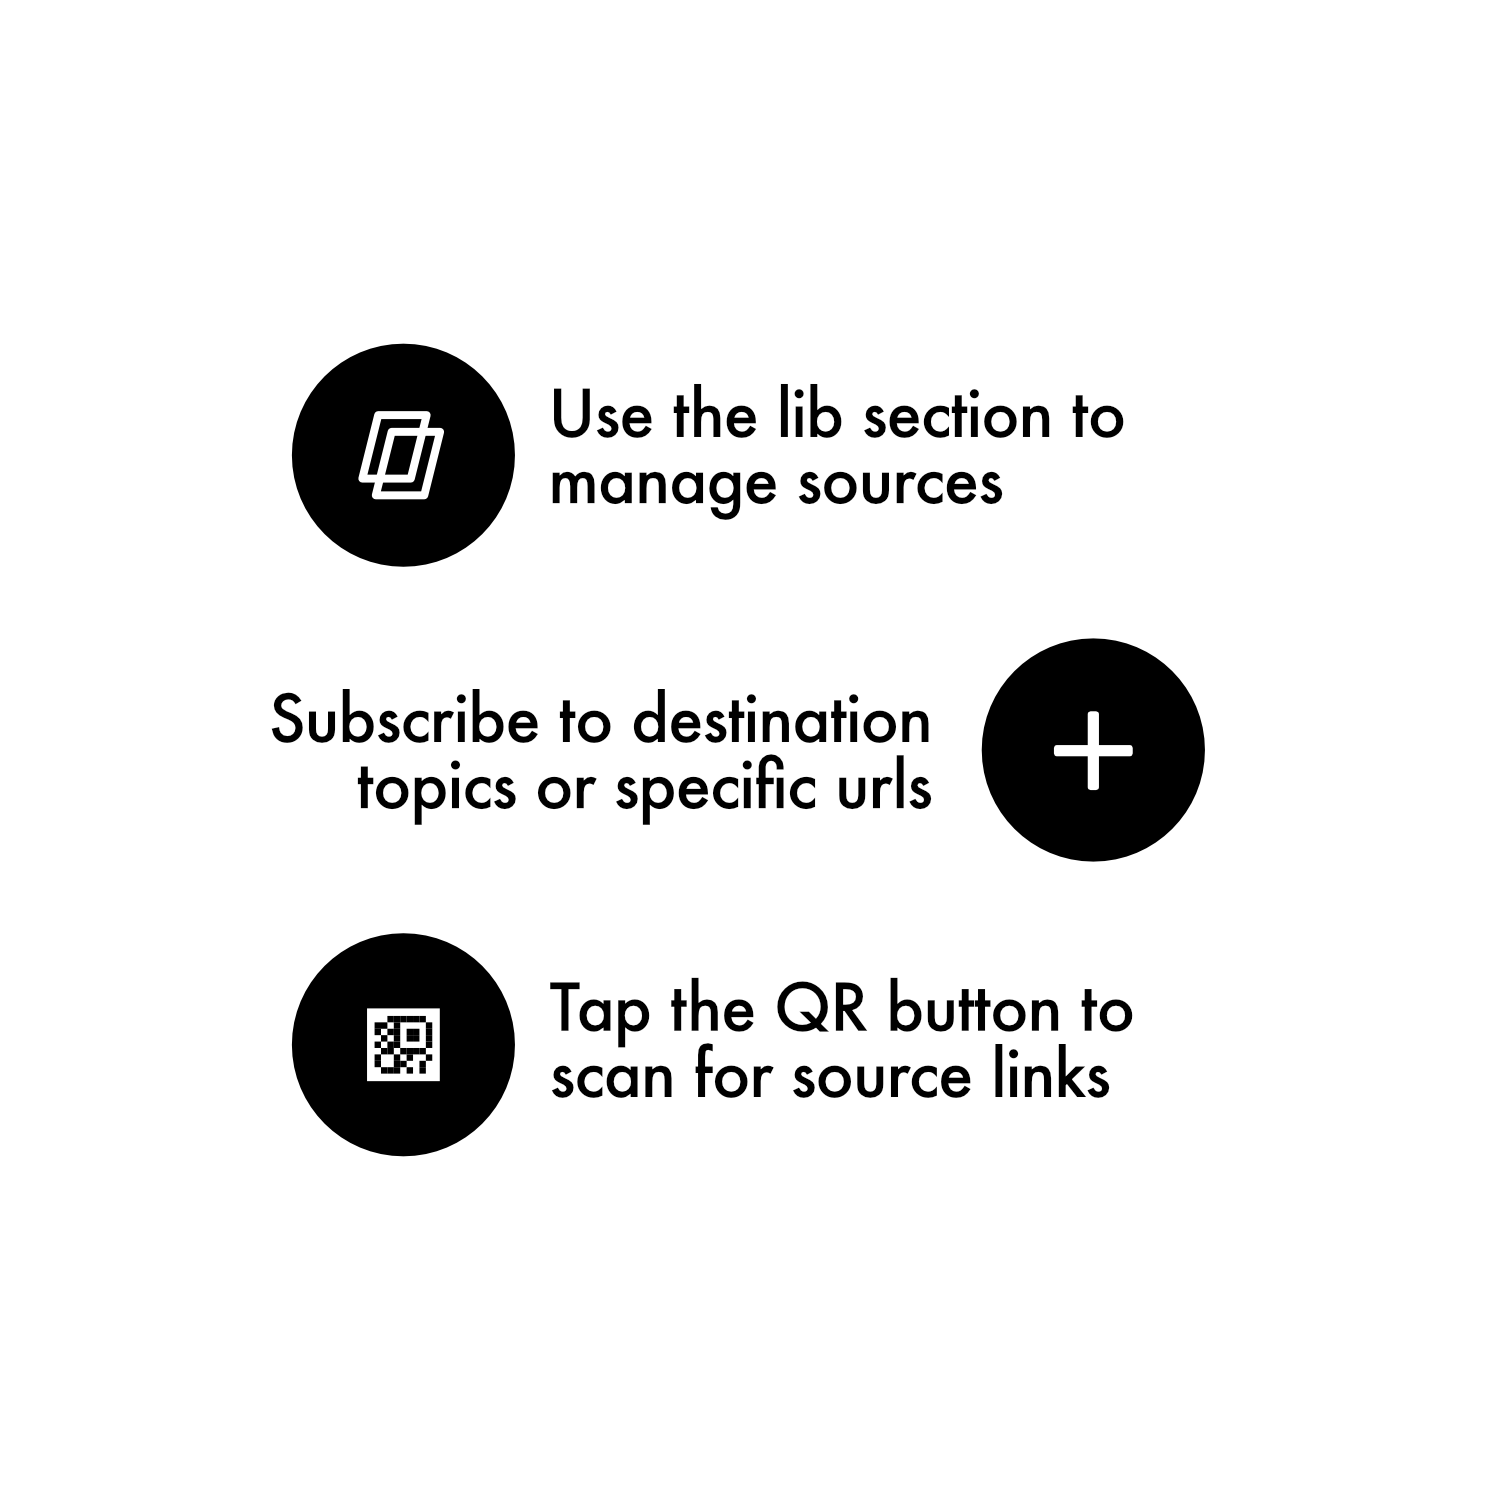 Use the lib section to
manage sources
Subscribe to destination
topics or specific urls
Tap the QR button to
scan for source links